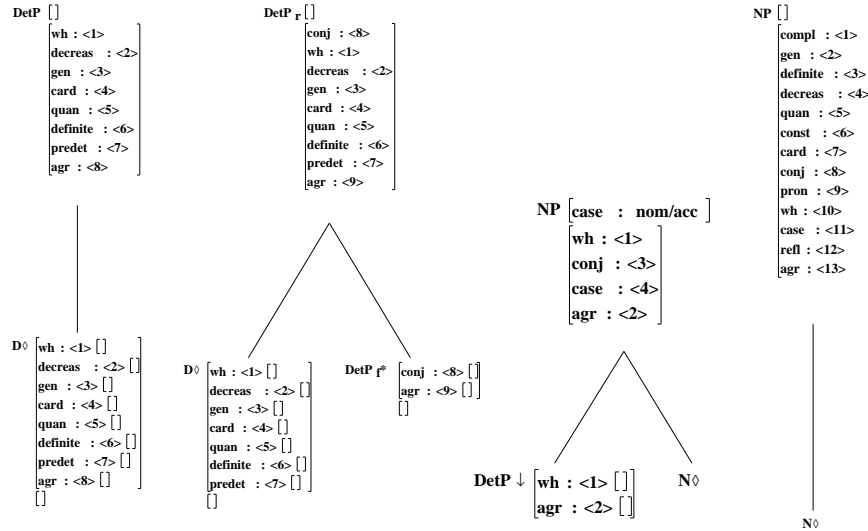 DetP []
wh : <1>
decreas : <2>
gen : <3>
card : <4>
quan : <5>
definite : <6>
predet : <7>
agr : <8>
D◊
wh : <1> []
decreas : <2> []
gen : <3> []
card : <4> []
quan : <5> []
definite : <6> []
predet : <7> []
agr : <8> []
[]
DetP r []
conj : <8>
wh : <1>
decreas : <2>
gen : <3>
card : <4>
quan : <5>
definite : <6>
predet : <7>
agr : <9>
D◊
wh : <1> []
decreas : <2> []
gen : <3> []
card : <4> []
quan : <5> []
definite : <6> []
predet : <7> []
[]
DetP f*
conj : <8> []
agr : <9> []
[]
NP [case : nom/acc ]
wh : <1>
conj : <3>
case : <4>
agr : <2>
DetP ↓
wh : <1> []
agr : <2> []
N◊
NP []
compl : <1>
gen : <2>
definite : <3>
decreas : <4>
quan : <5>
const : <6>
card : <7>
conj : <8>
pron : <9>
wh : <10>
case : <11>
refl : <12>
agr : <13>
N◊